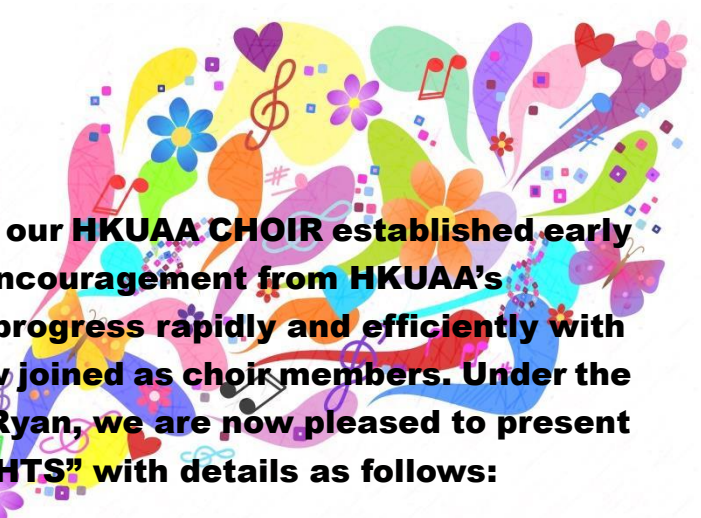 our HKUAA CHOIR established early
ncouragement from HKUAA’s
progress rapidly and efficiently with
joined as choir members. Under the
Ryan, we are now pleased to present
HTS” with details as follows: